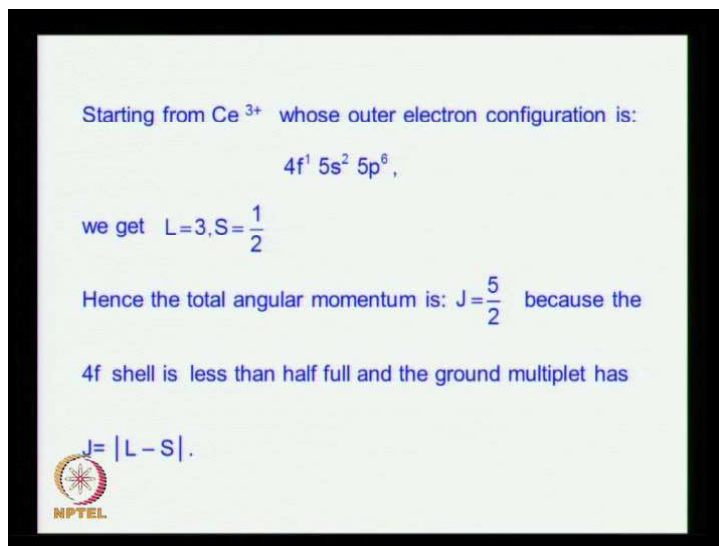 Starting from Ce ³⁺ whose outer electron configuration is:
4f¹ 5s² 5p⁶ ,
we get L=3,S= 1/2
Hence the total angular momentum is: J= 5/2 because the
4f shell is less than half full and the ground multiplet has
J= |L – S| .
NPTEL